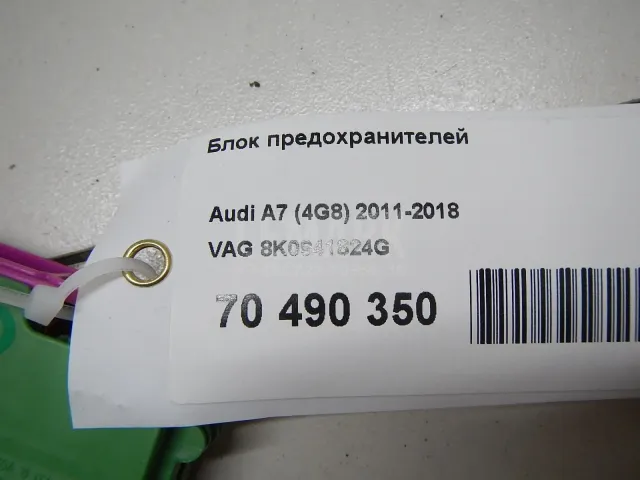 Блок предохранителей
Audi A7 (4G8) 2011-2018
VAG 8K0941824G
70 490 350